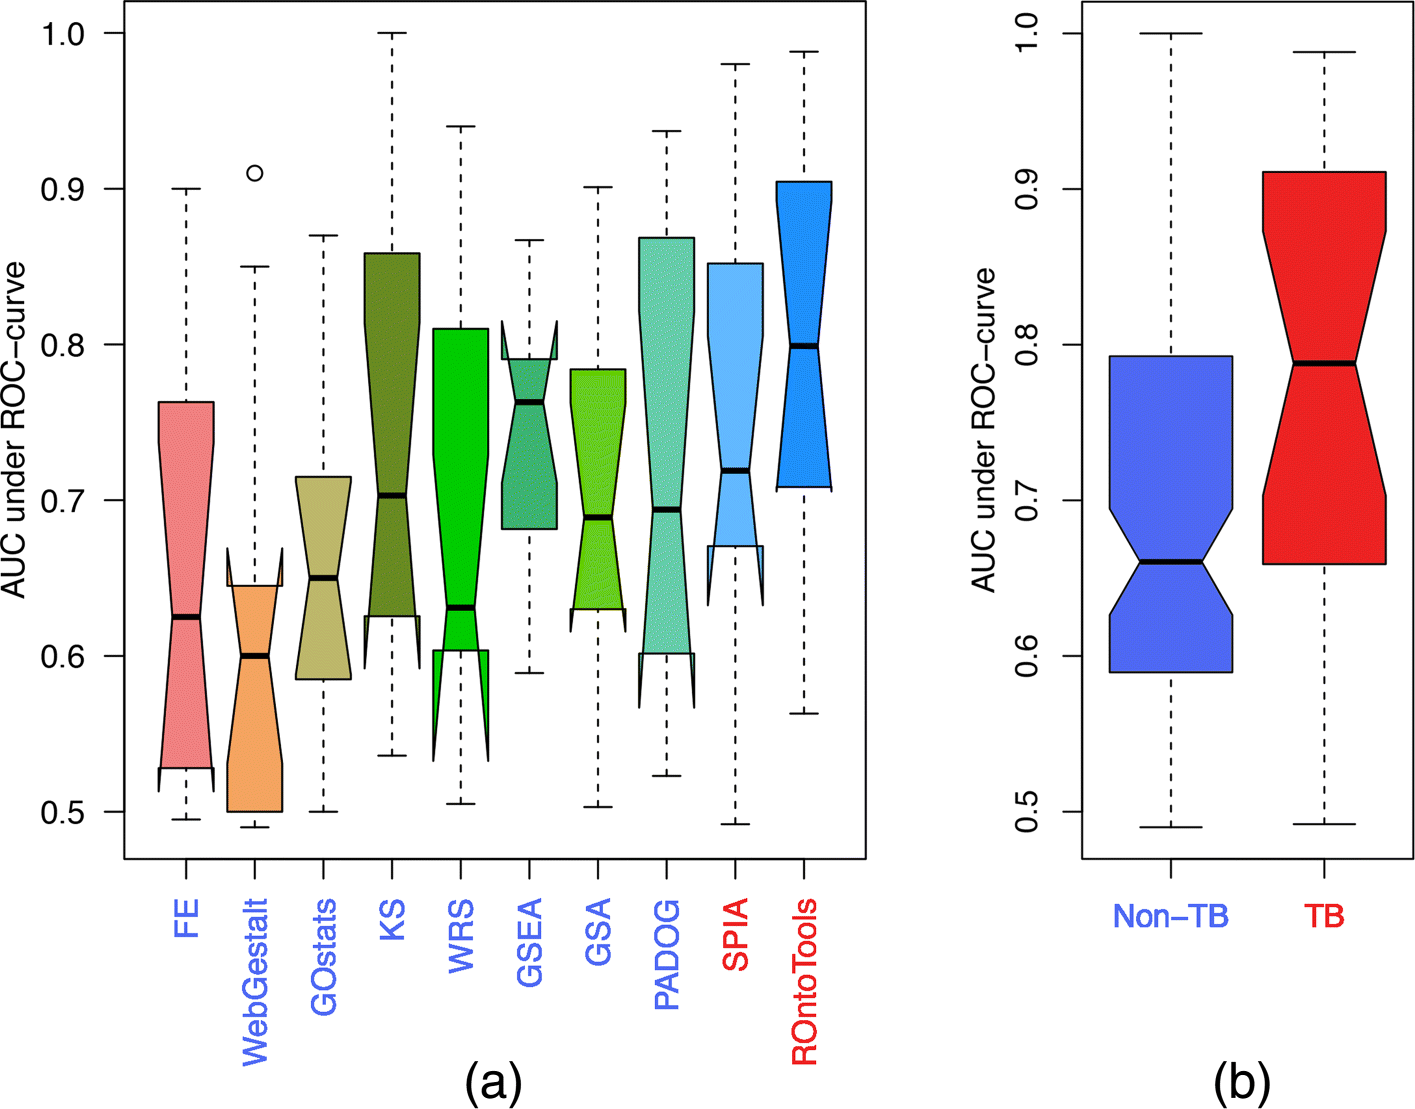 AUC under ROC−curve
1.0
0.9
0.8
0.7
0.6
0.5
FE
WebGestalt
GOstats
KS
WRS
GSEA
GSA
PADOG
SPIA
ROntoTools
(a)
AUC under ROC−curve
1.0
0.9
0.8
0.7
0.6
0.5
Non−TB
TB
(b)